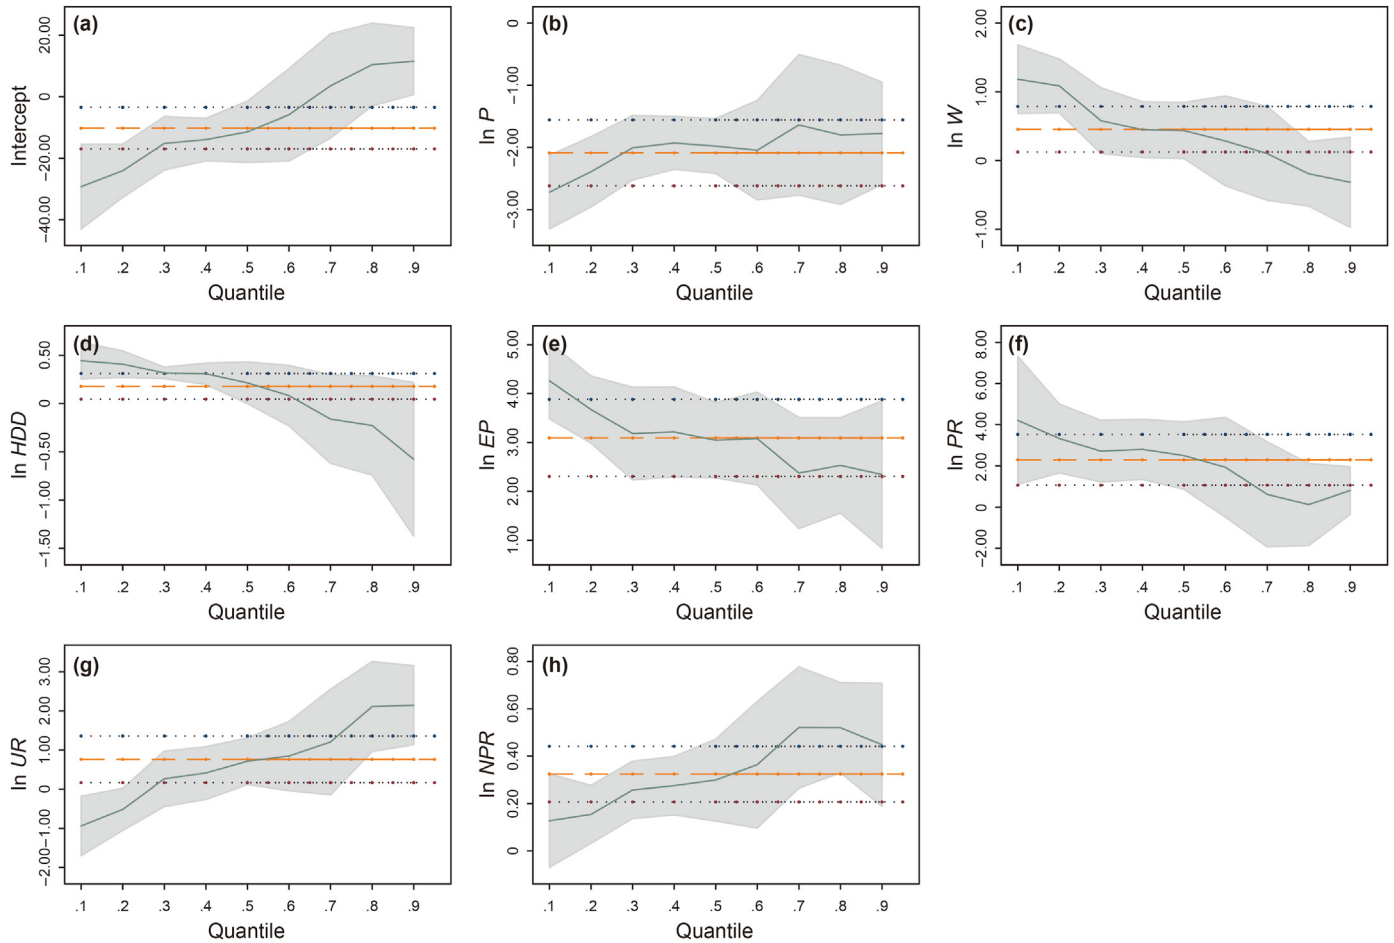 (a)
Intercept
20.00
0
−20.00
−40.00
.1 .2 .3 .4 .5 .6 .7 .8 .9
Quantile
(b)
ln P
0
−1.00
−2.00
−3.00
.1 .2 .3 .4 .5 .6 .7 .8 .9
Quantile
(c)
ln W
2.00
1.00
0
−1.00
.1 .2 .3 .4 .5 .6 .7 .8 .9
Quantile
(d)
ln HDD
0.50
0
−0.50
−1.00
−1.50
.1 .2 .3 .4 .5 .6 .7 .8 .9
Quantile
(e)
ln EP
5.00
4.00
3.00
2.00
1.00
.1 .2 .3 .4 .5 .6 .7 .8 .9
Quantile
(f)
ln PR
8.00
6.00
4.00
2.00
0
−2.00
.1 .2 .3 .4 .5 .6 .7 .8 .9
Quantile
(g)
ln UR
3.00
2.00
1.00
0
−1.00
−2.00
.1 .2 .3 .4 .5 .6 .7 .8 .9
Quantile
(h)
ln NPR
0.80
0.60
0.40
0.20
0
.1 .2 .3 .4 .5 .6 .7 .8 .9
Quantile